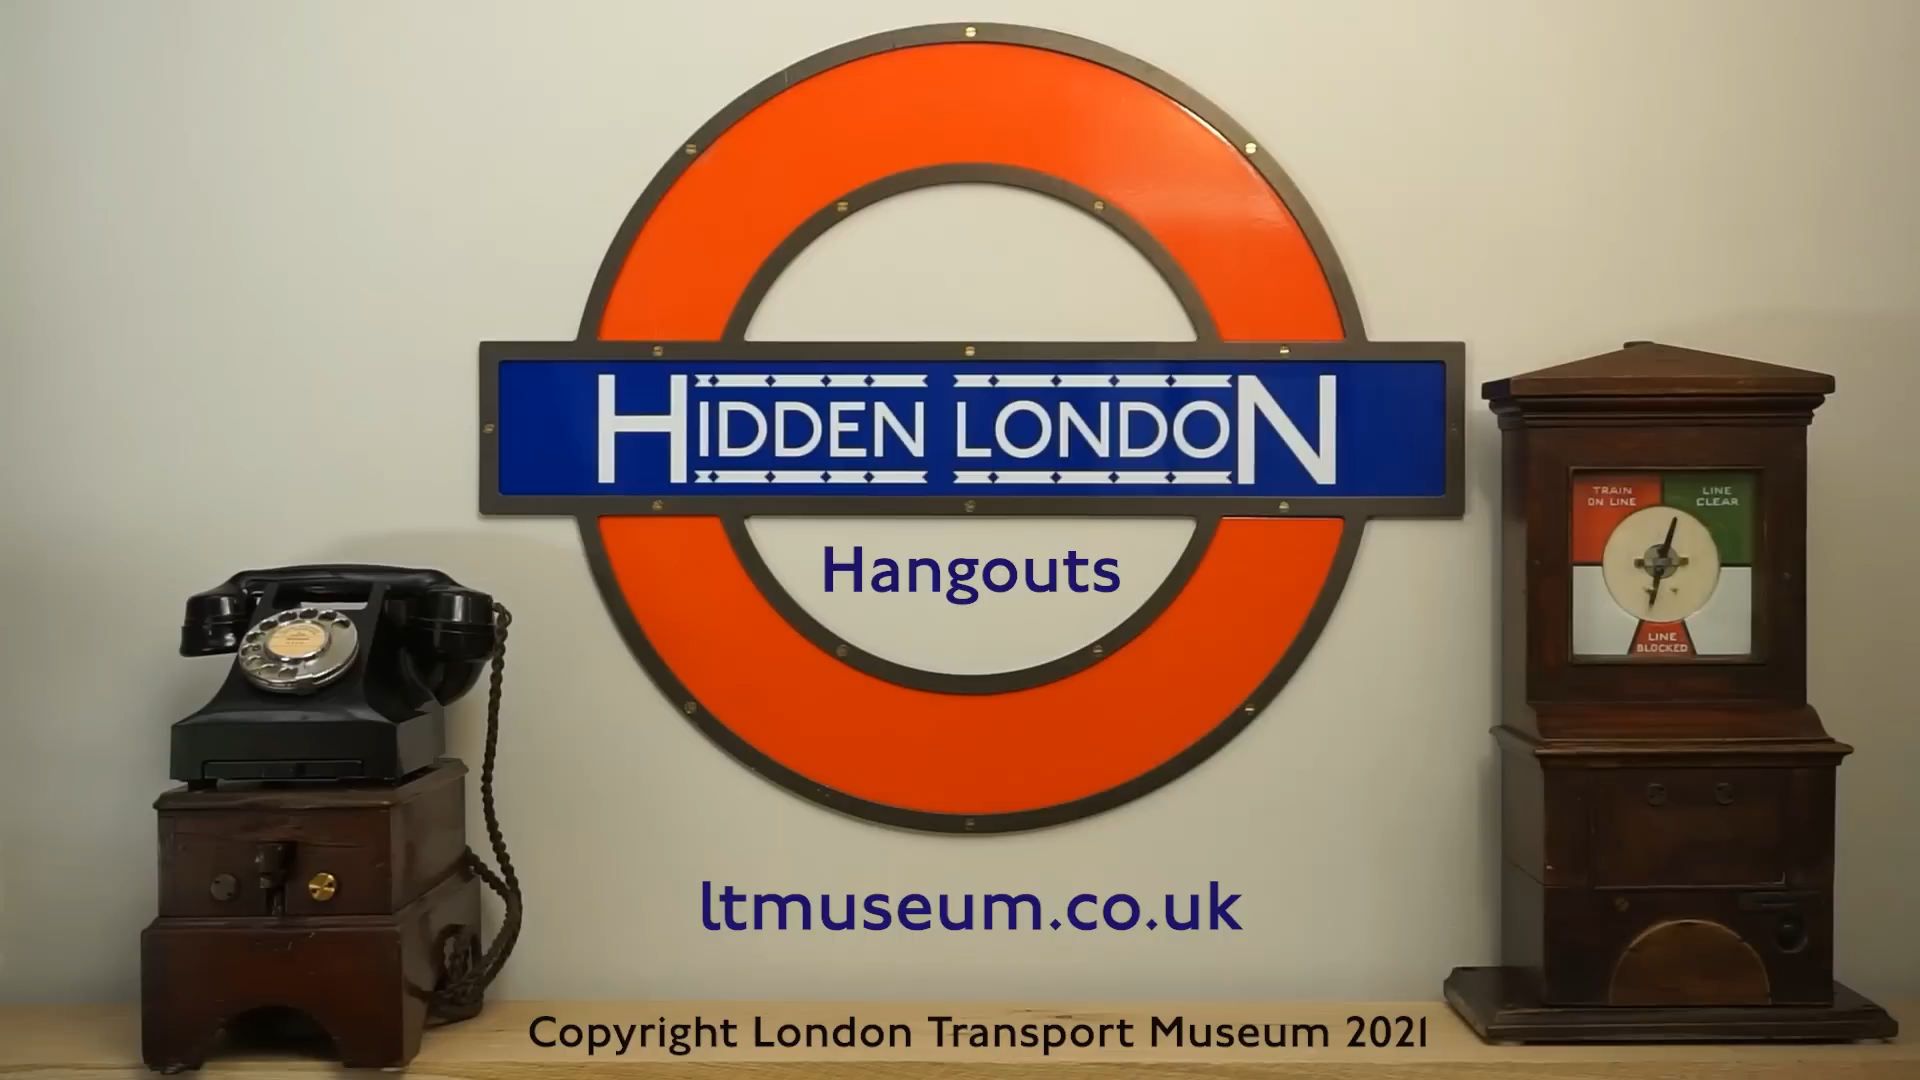 HIDDEN LONDON
Hangouts
TRAIN
ON LINE
LINE
CLEAR
LINE
BLOCKED
ltmuseum.co.uk
Copyright London Transport Museum 2021